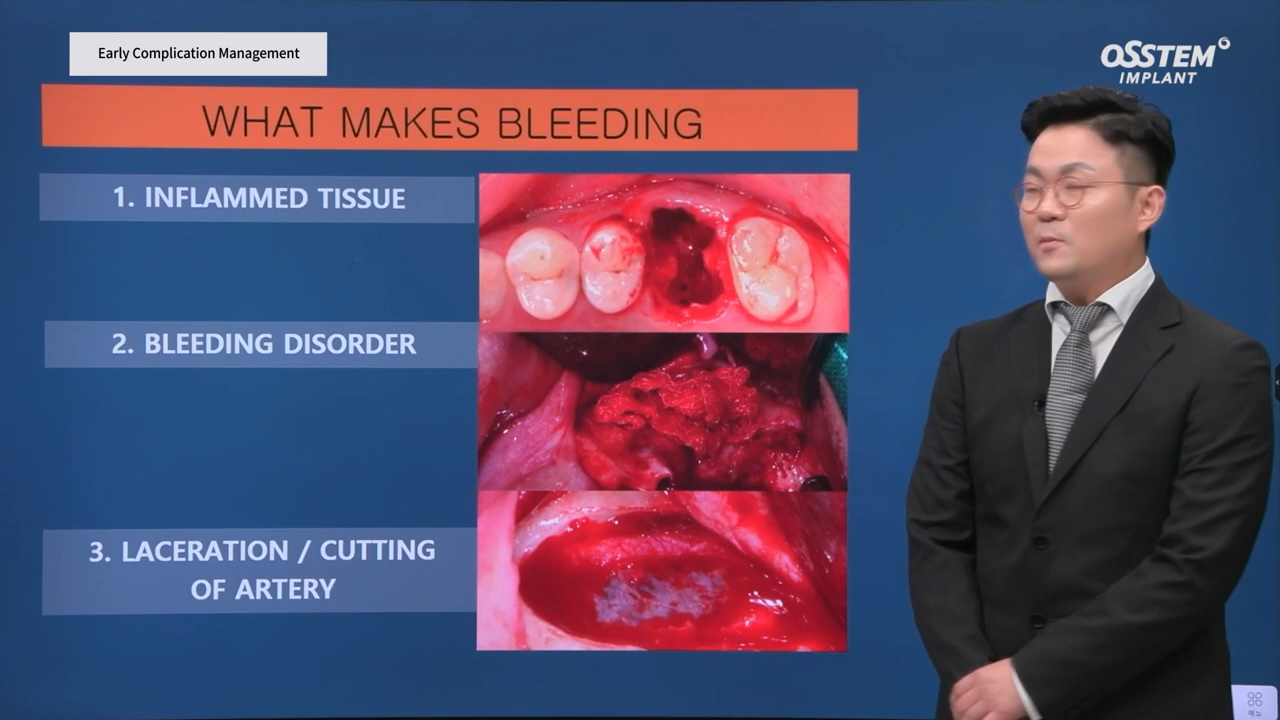 Early Complication Management
OSSTEM
IMPLANT
WHAT MAKES BLEEDING
1. INFLAMMED TISSUE
2. BLEEDING DISORDER
3. LACERATION / CUTTING
OF ARTERY